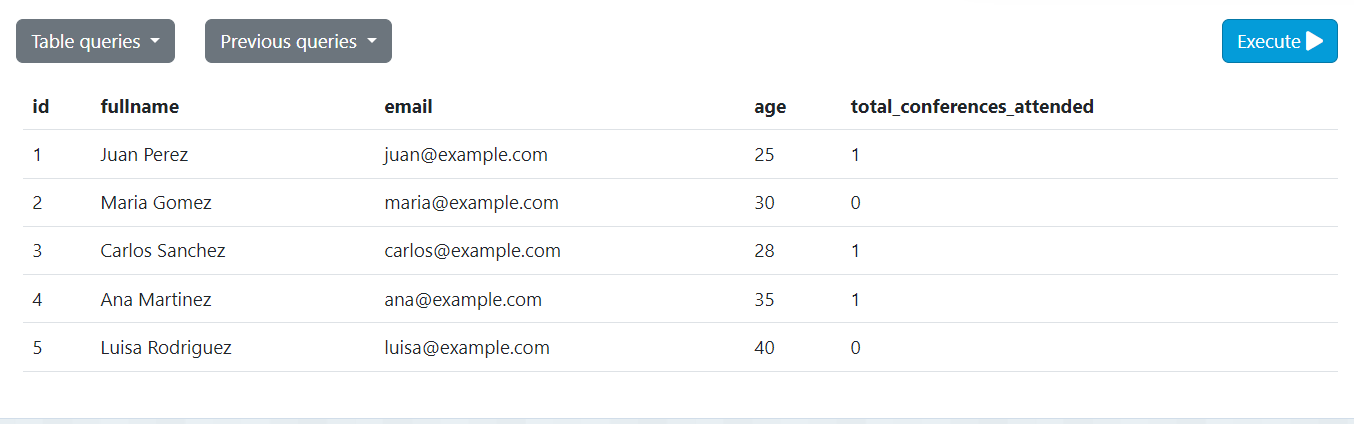 Table queries Previous queries Execute
id fullname email age total_conferences_attended
1 Juan Perez juan@example.com 25 1
2 Maria Gomez maria@example.com 30 0
3 Carlos Sanchez carlos@example.com 28 1
4 Ana Martinez ana@example.com 35 1
5 Luisa Rodriguez luisa@example.com 40 0